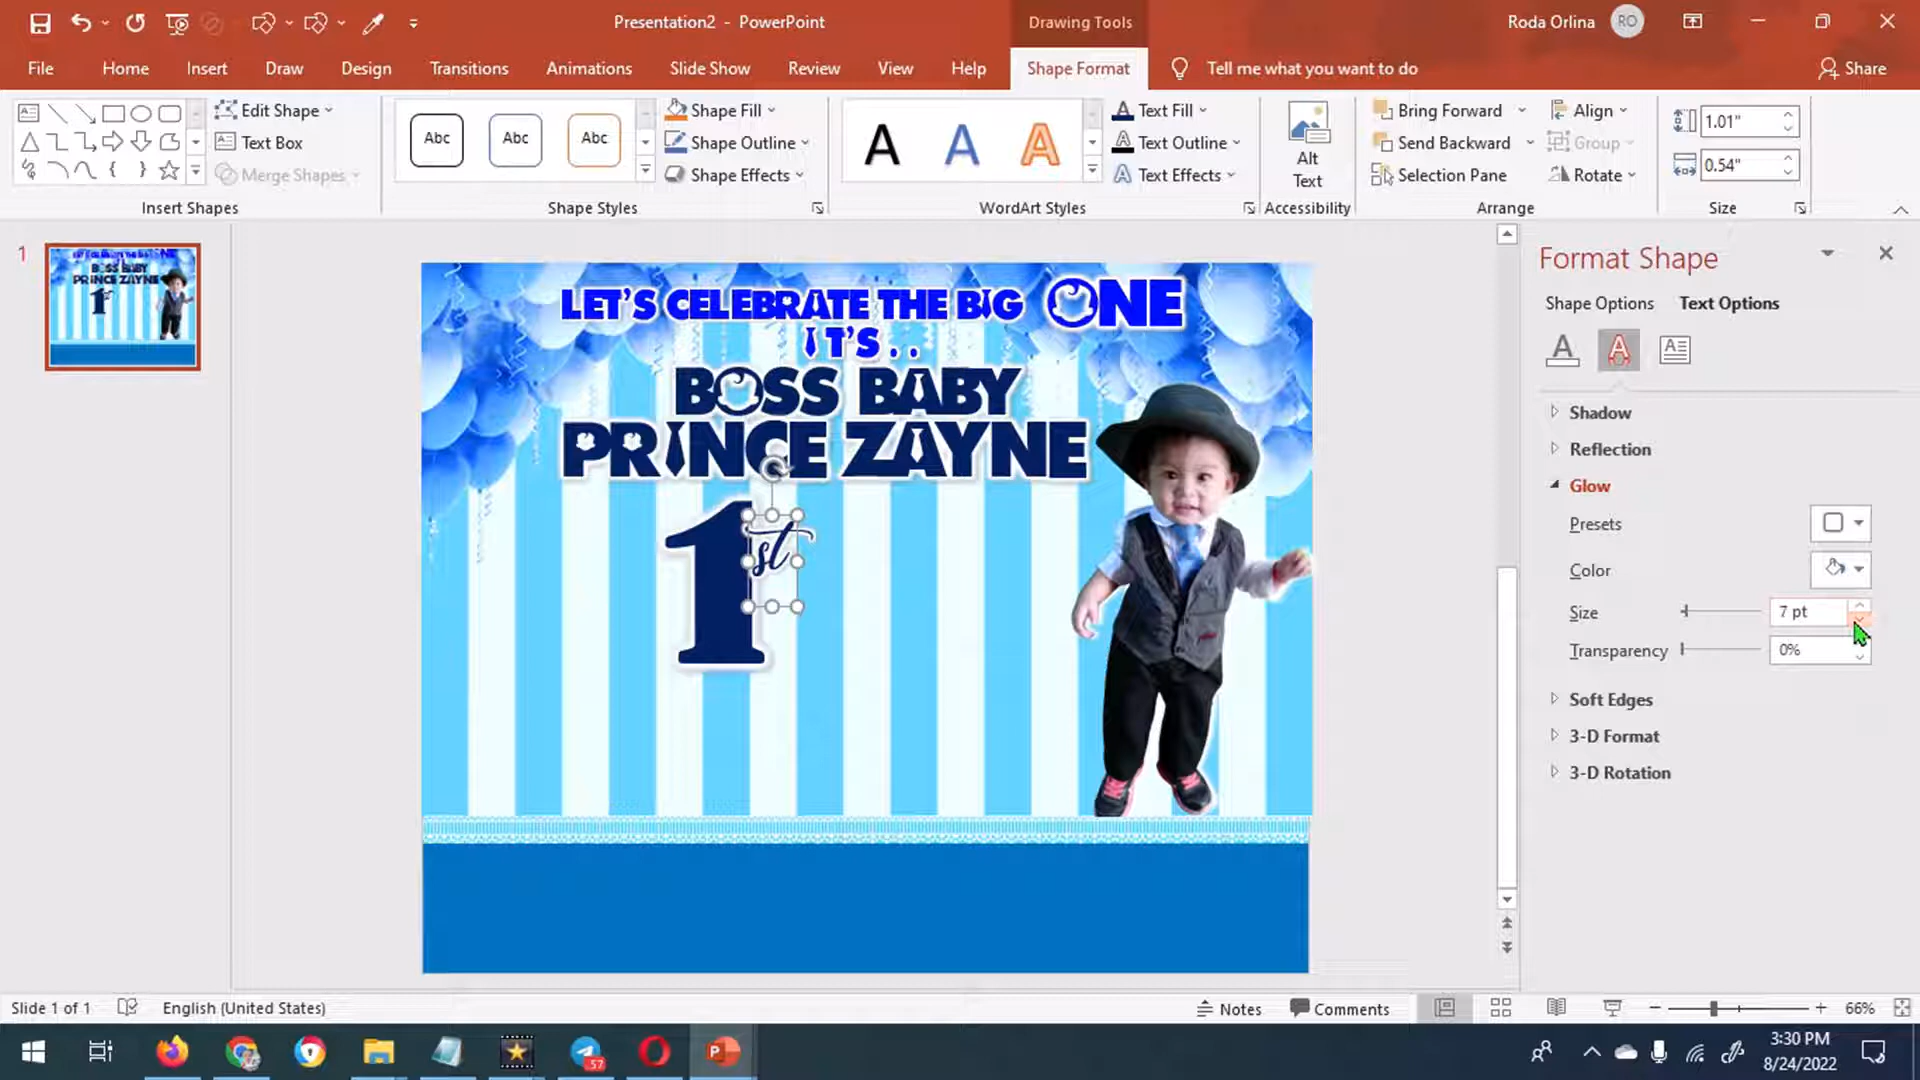 Presentation2 - PowerPoint
Drawing Tools
Roda Orlina
RO
File
Home
Insert
Draw
Design
Transitions
Animations
Slide Show
Review
View
Help
Shape Format
Tell me what you want to do
Share
Edit Shape
Text Box
Merge Shapes
Insert Shapes
Abc
Abc
Abc
Shape Fill
Shape Outline
Shape Effects
Shape Styles
A
A
A
Text Fill
Text Outline
Text Effects
WordArt Styles
Alt
Text
Accessibility
Bring Forward
Send Backward
Selection Pane
Align
Group
Rotate
Arrange
1.01"
0.54"
Size
1
LET'S CELEBRATE THE BIG ONE
IT'S . .
BOSS BABY
PRINCE ZAYNE
1st
Format Shape
Shape Options
Text Options
Shadow
Reflection
Glow
Presets
Color
Size
7 pt
Transparency
0%
Soft Edges
3-D Format
3-D Rotation
Slide 1 of 1
English (United States)
Notes
Comments
66%
57
3:30 PM
8/24/2022